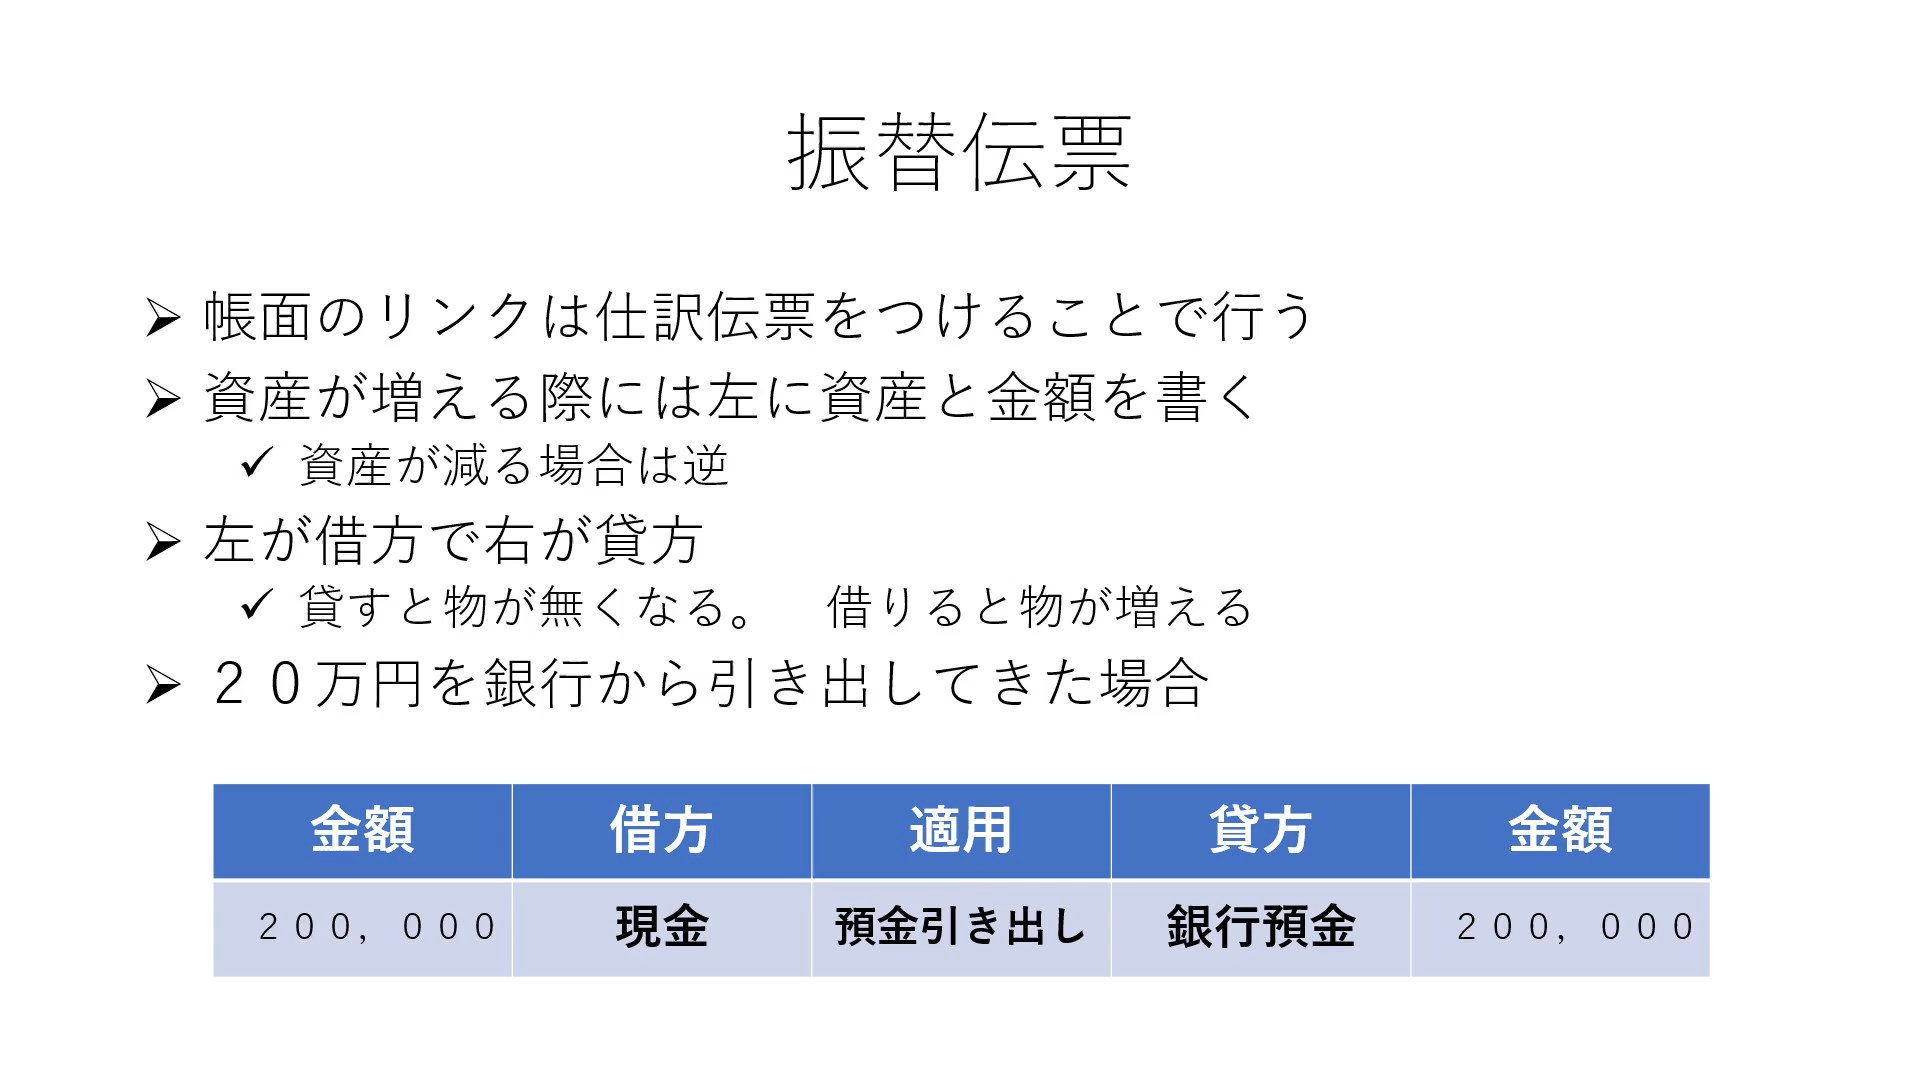 振替伝票
➢ 帳面のリンクは仕訳伝票をつけることで行う
➢ 資産が増える際には左に資産と金額を書く
✓ 資産が減る場合は逆
➢ 左が借方で右が貸方
✓ 貸すと物が無くなる。　借りると物が増える
➢ ２０万円を銀行から引き出してきた場合
金額 借方 適用 貸方 金額
２００，０００ 現金 預金引き出し 銀行預金 ２００，０００